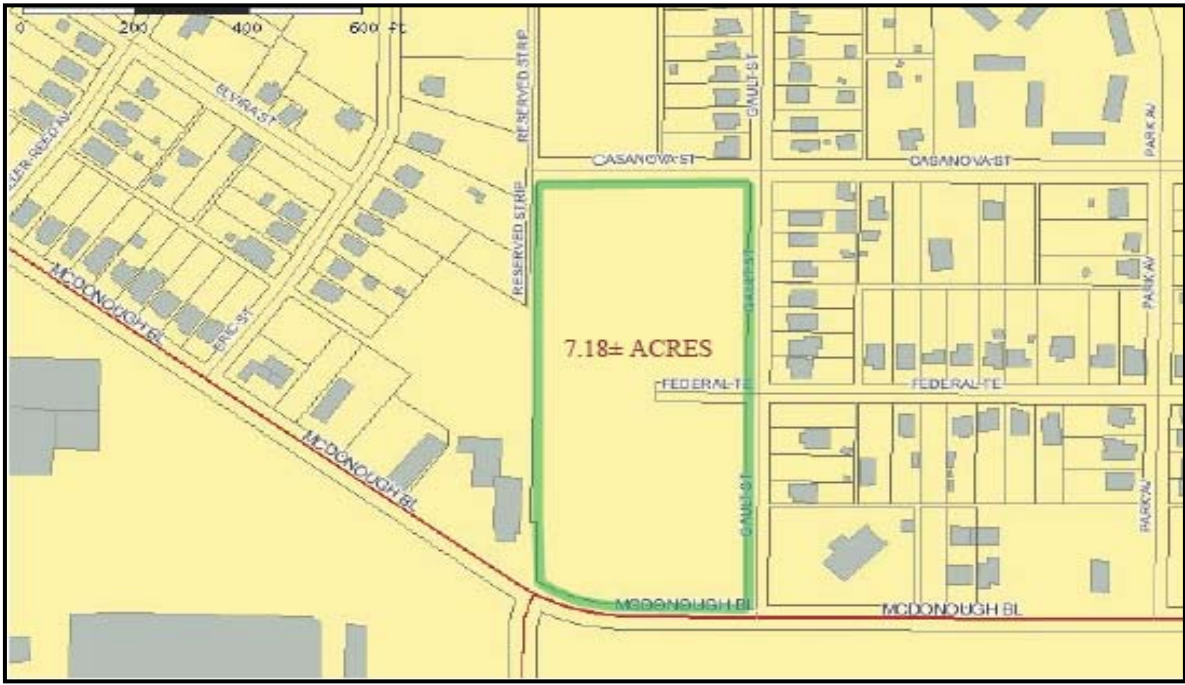 0 200 400 600 ft
RESERVED STRIP
GAULT ST
ELVIRA ST
PARK AV
CASANOVA ST
CASANOVA ST
RESERVED STRIP
GAULT ST
PARK AV
MCDONOUGH BL
ERIC ST
7.18± ACRES
FEDERAL TE
FEDERAL TE
MCDONOUGH BL
GAULT ST
PARK AV
MCDONOUGH BL
MCDONOUGH BL